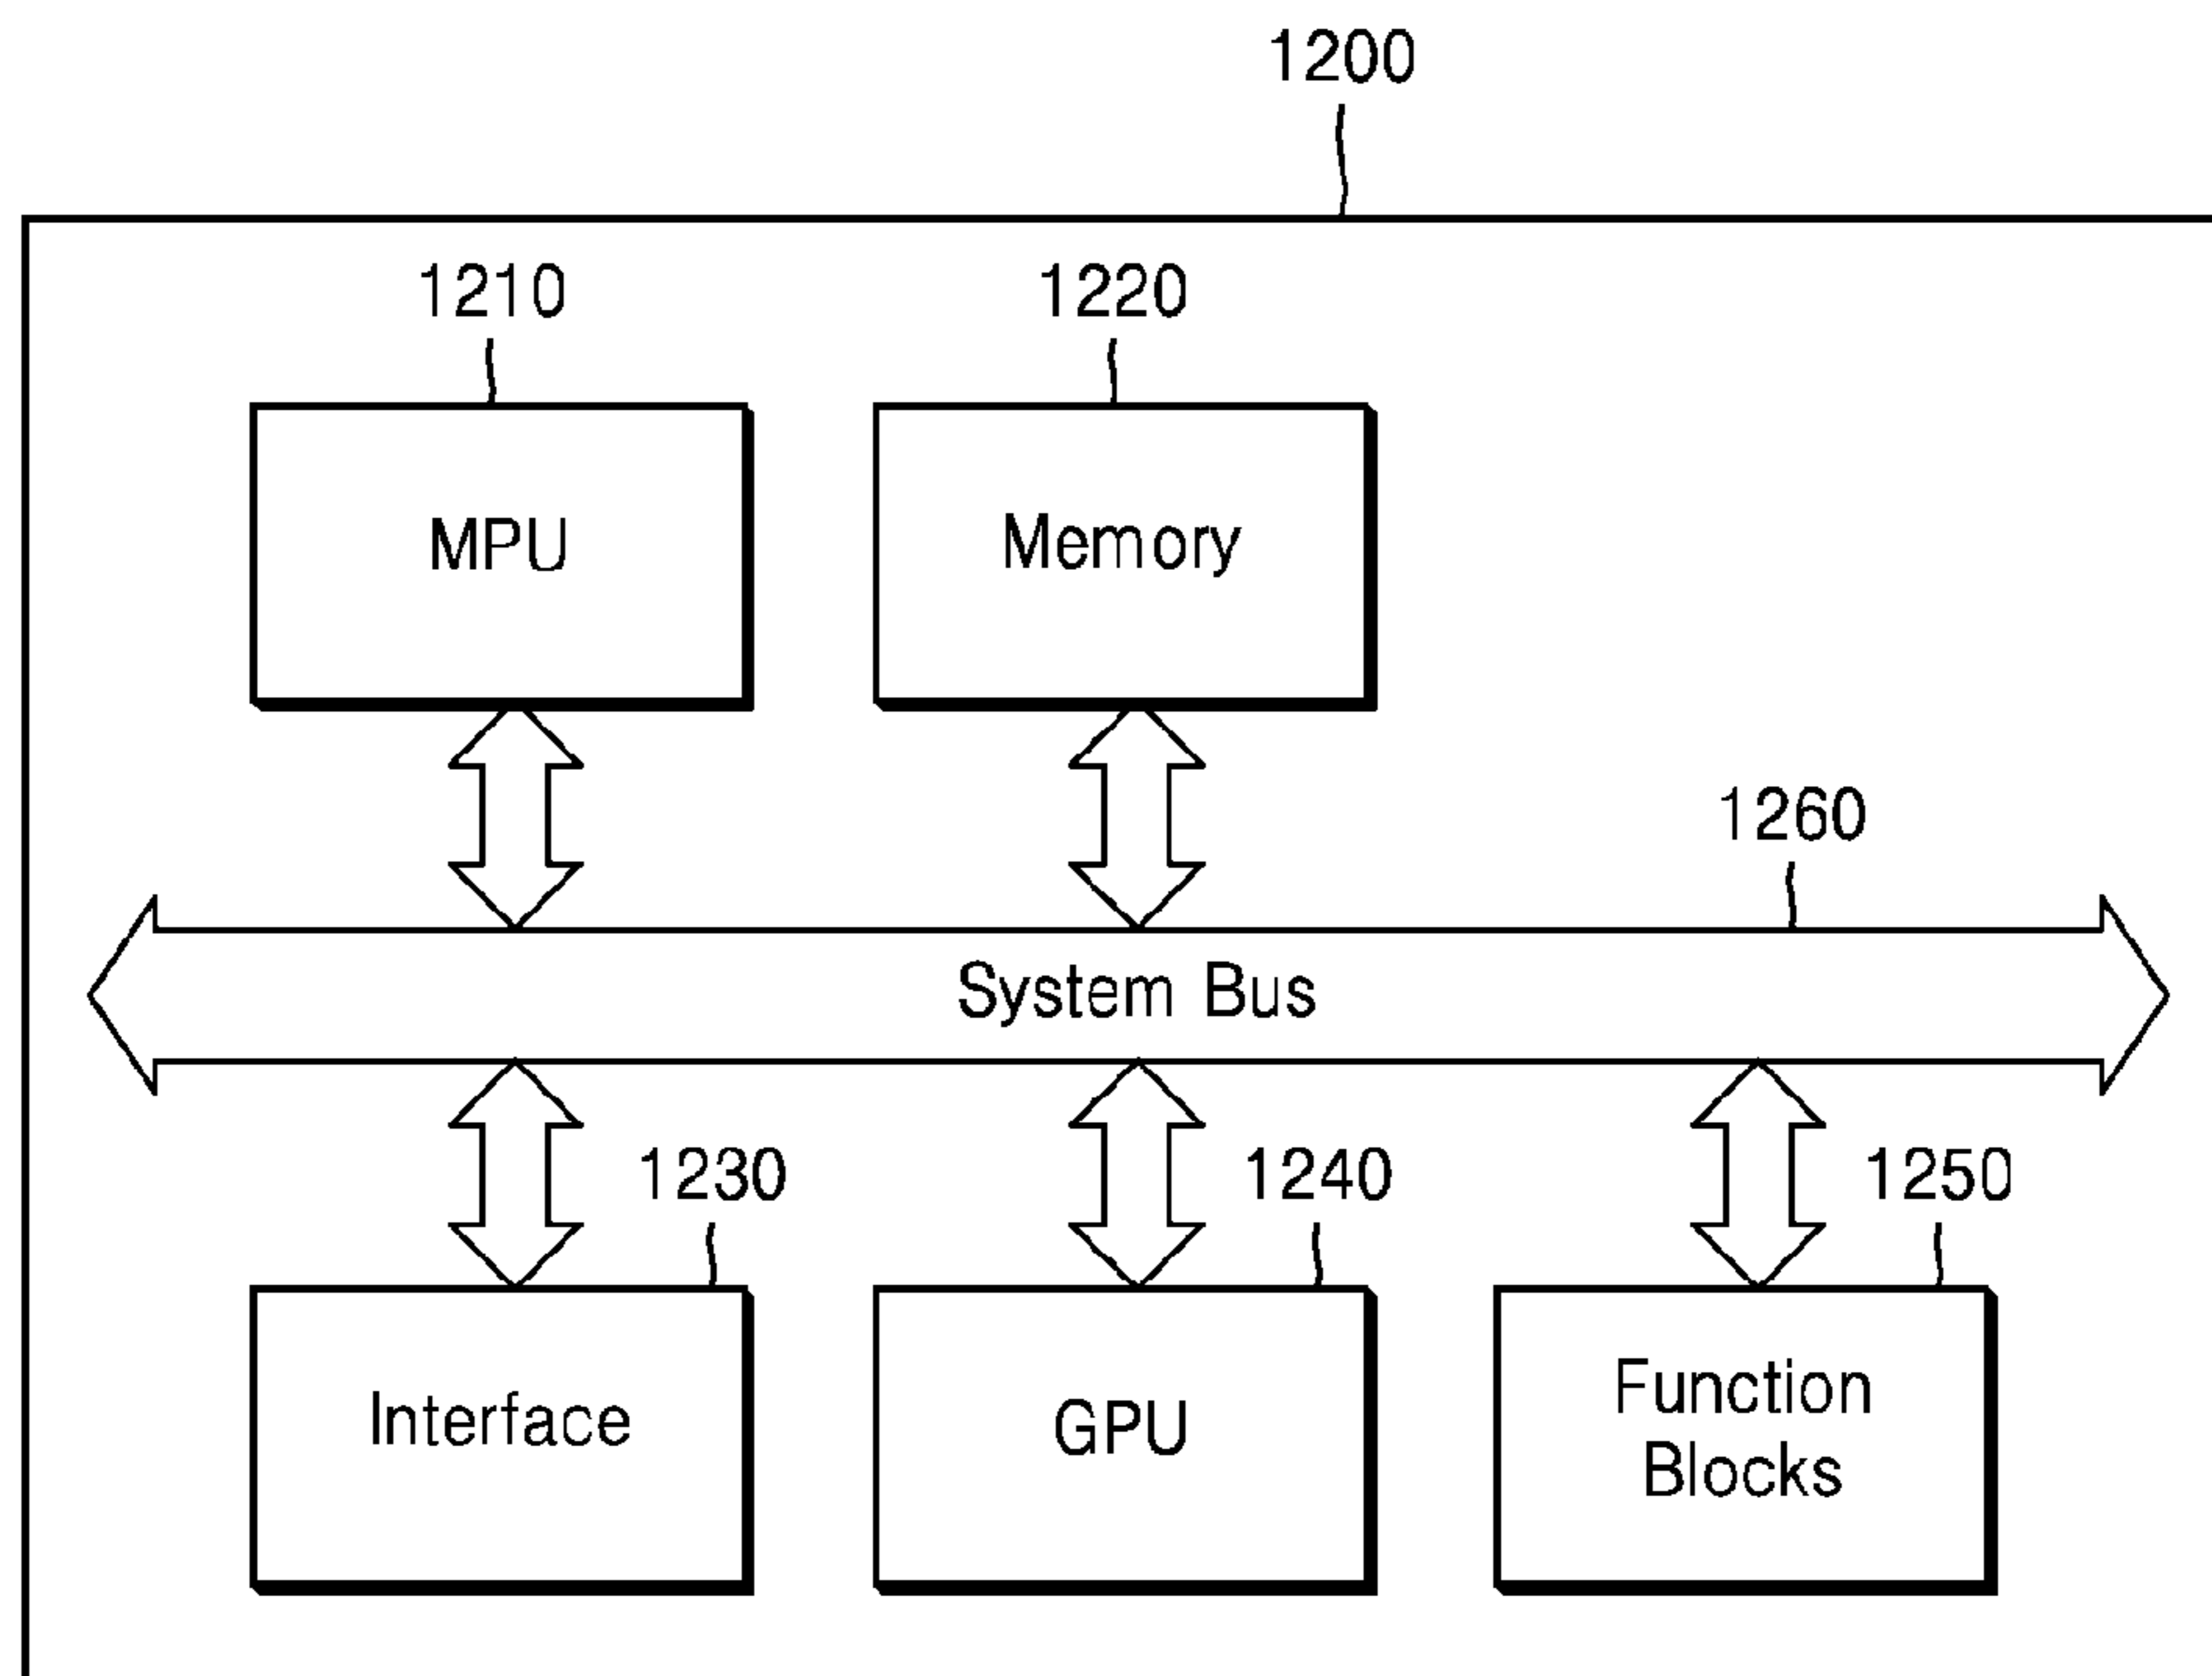 1200
1210
1220
MPU
Memory
1260
System Bus
1230
1240
1250
Interface
GPU
Function
Blocks